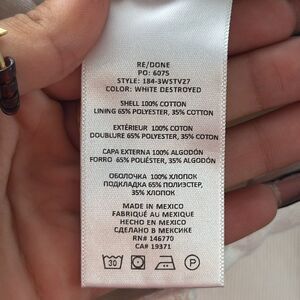 RE/DONE
PO: 6075
STYLE: 184-3WSTV27
COLOR: WHITE DESTROYED
SHELL 100% COTTON
LINING 65% POLYESTER, 35% COTTON
EXTÉRIEUR 100% COTON
DOUBLURE 65% POLYESTER, 35% COTON
CAPA EXTERNA 100% ALGODÓN
FORRO 65% POLIÉSTER, 35% ALGODÓN
ОБОЛОЧКА 100% ХЛОПОК
ПОДКЛАДКА 65% ПОЛИЭСТЕР,
35% ХЛОПОК
MADE IN MEXICO
FABRIQUÉ AU MEXIQUE
HECHO EN MEXICO
СДЕЛАНО В МЕКСИКЕ
RN# 146770
CA# 19371
30 P